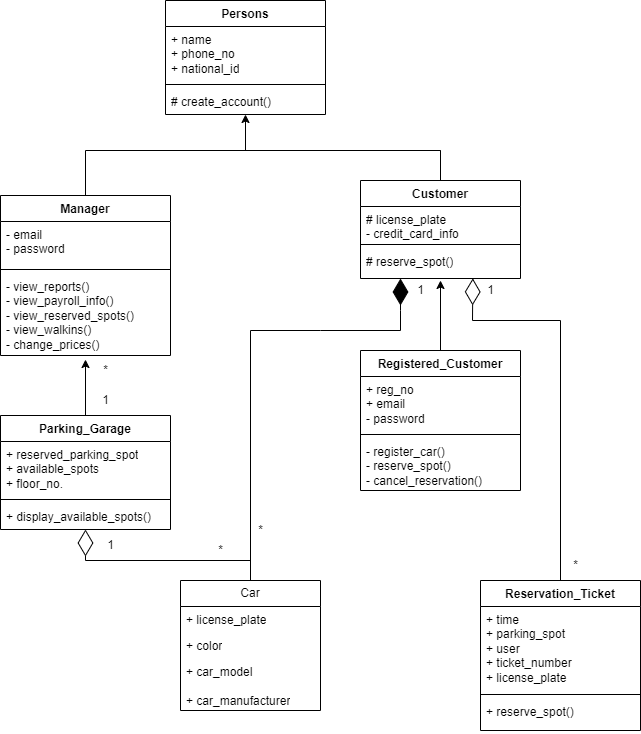 Persons
+ name
+ phone_no
+ national_id
# create_account()
Manager
- email
- password
- view_reports()
- view_payroll_info()
- view_reserved_spots()
- view_walkins()
- change_prices()
Customer
# license_plate
- credit_card_info
# reserve_spot()
1
1
Registered_Customer
+ reg_no
+ email
- password
- register_car()
- reserve_spot()
- cancel_reservation()
*
1
Parking_Garage
+ reserved_parking_spot
+ available_spots
+ floor_no.
+ display_available_spots()
1
*
*
*
Car
+ license_plate
+ color
+ car_model
+ car_manufacturer
Reservation_Ticket
+ time
+ parking_spot
+ user
+ ticket_number
+ license_plate
+ reserve_spot()